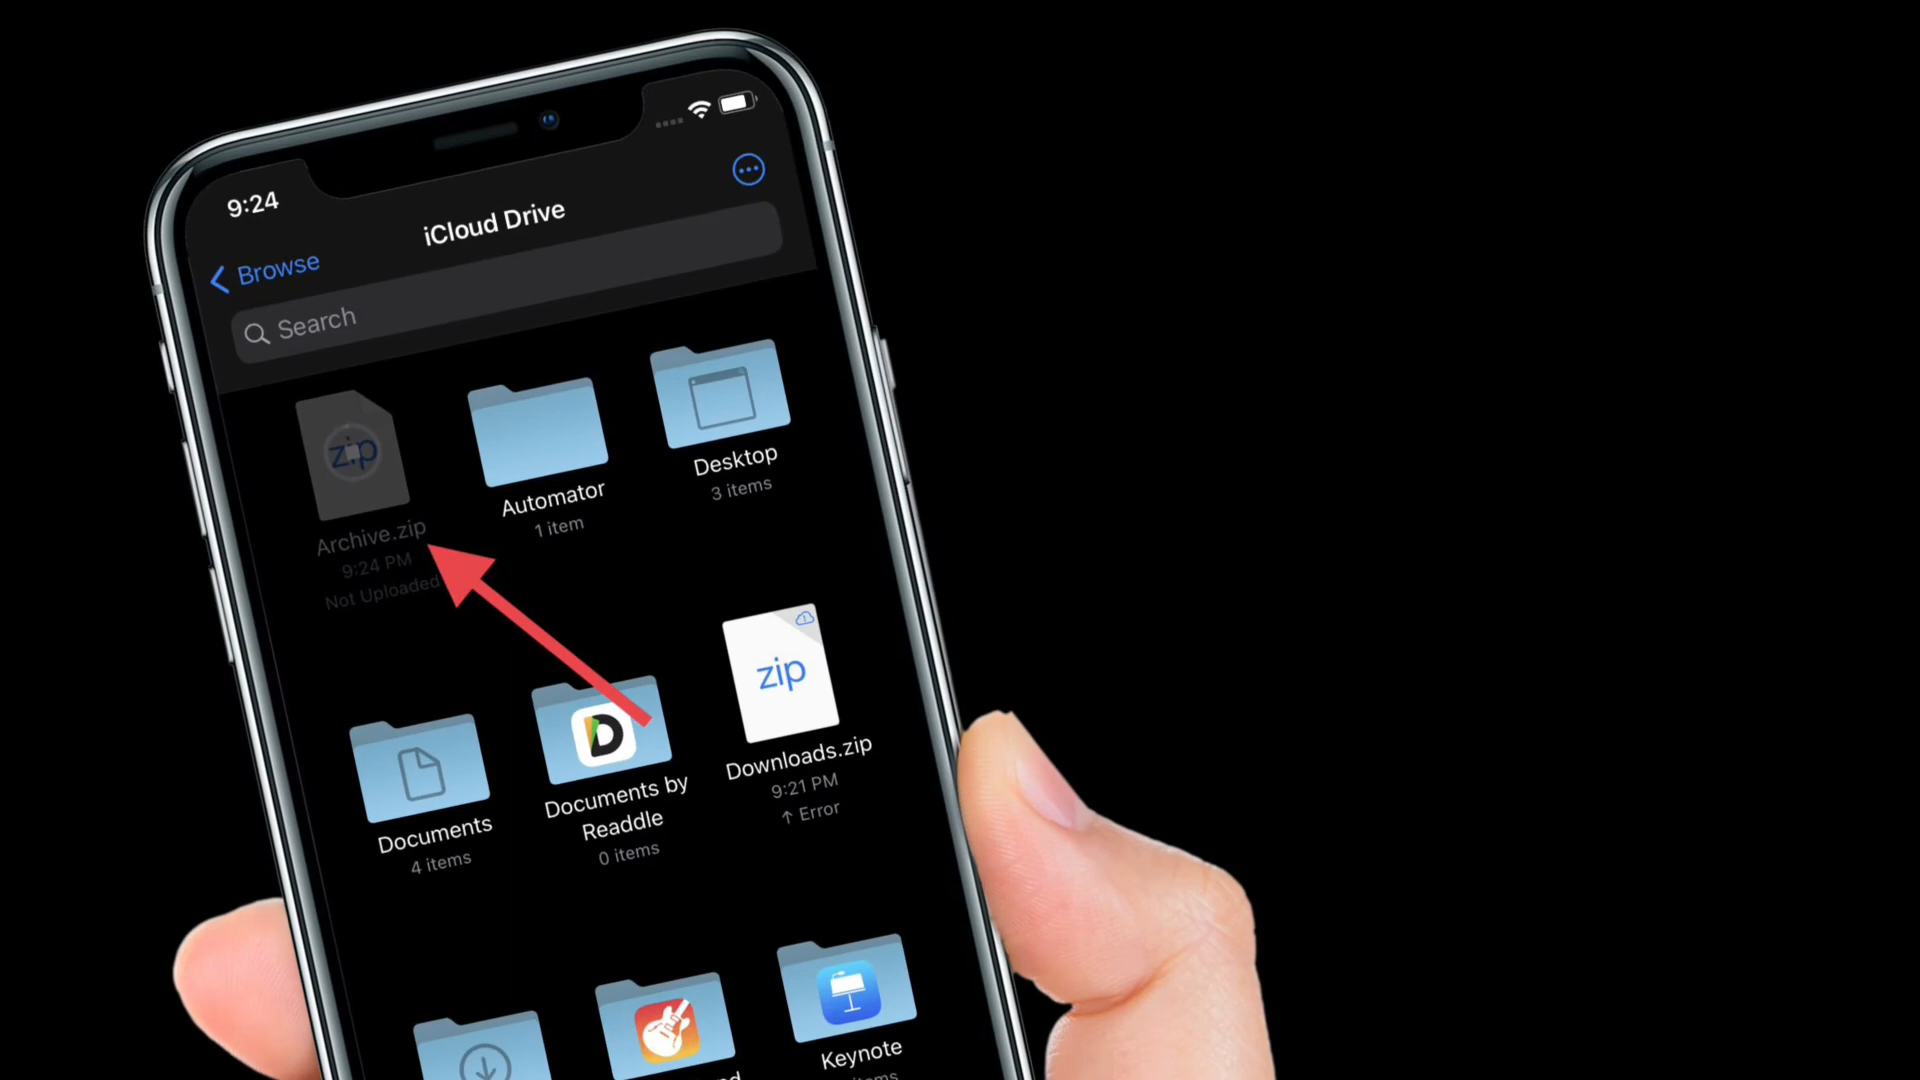 9:24
Browse
iCloud Drive
Search
zip
Archive.zip
9:24 PM
Not Uploaded
Automator
1 item
Desktop
3 items
Documents
4 items
D
Documents by
Readdle
0 items
zip
Downloads.zip
9:21 PM
↑ Error
Keynote